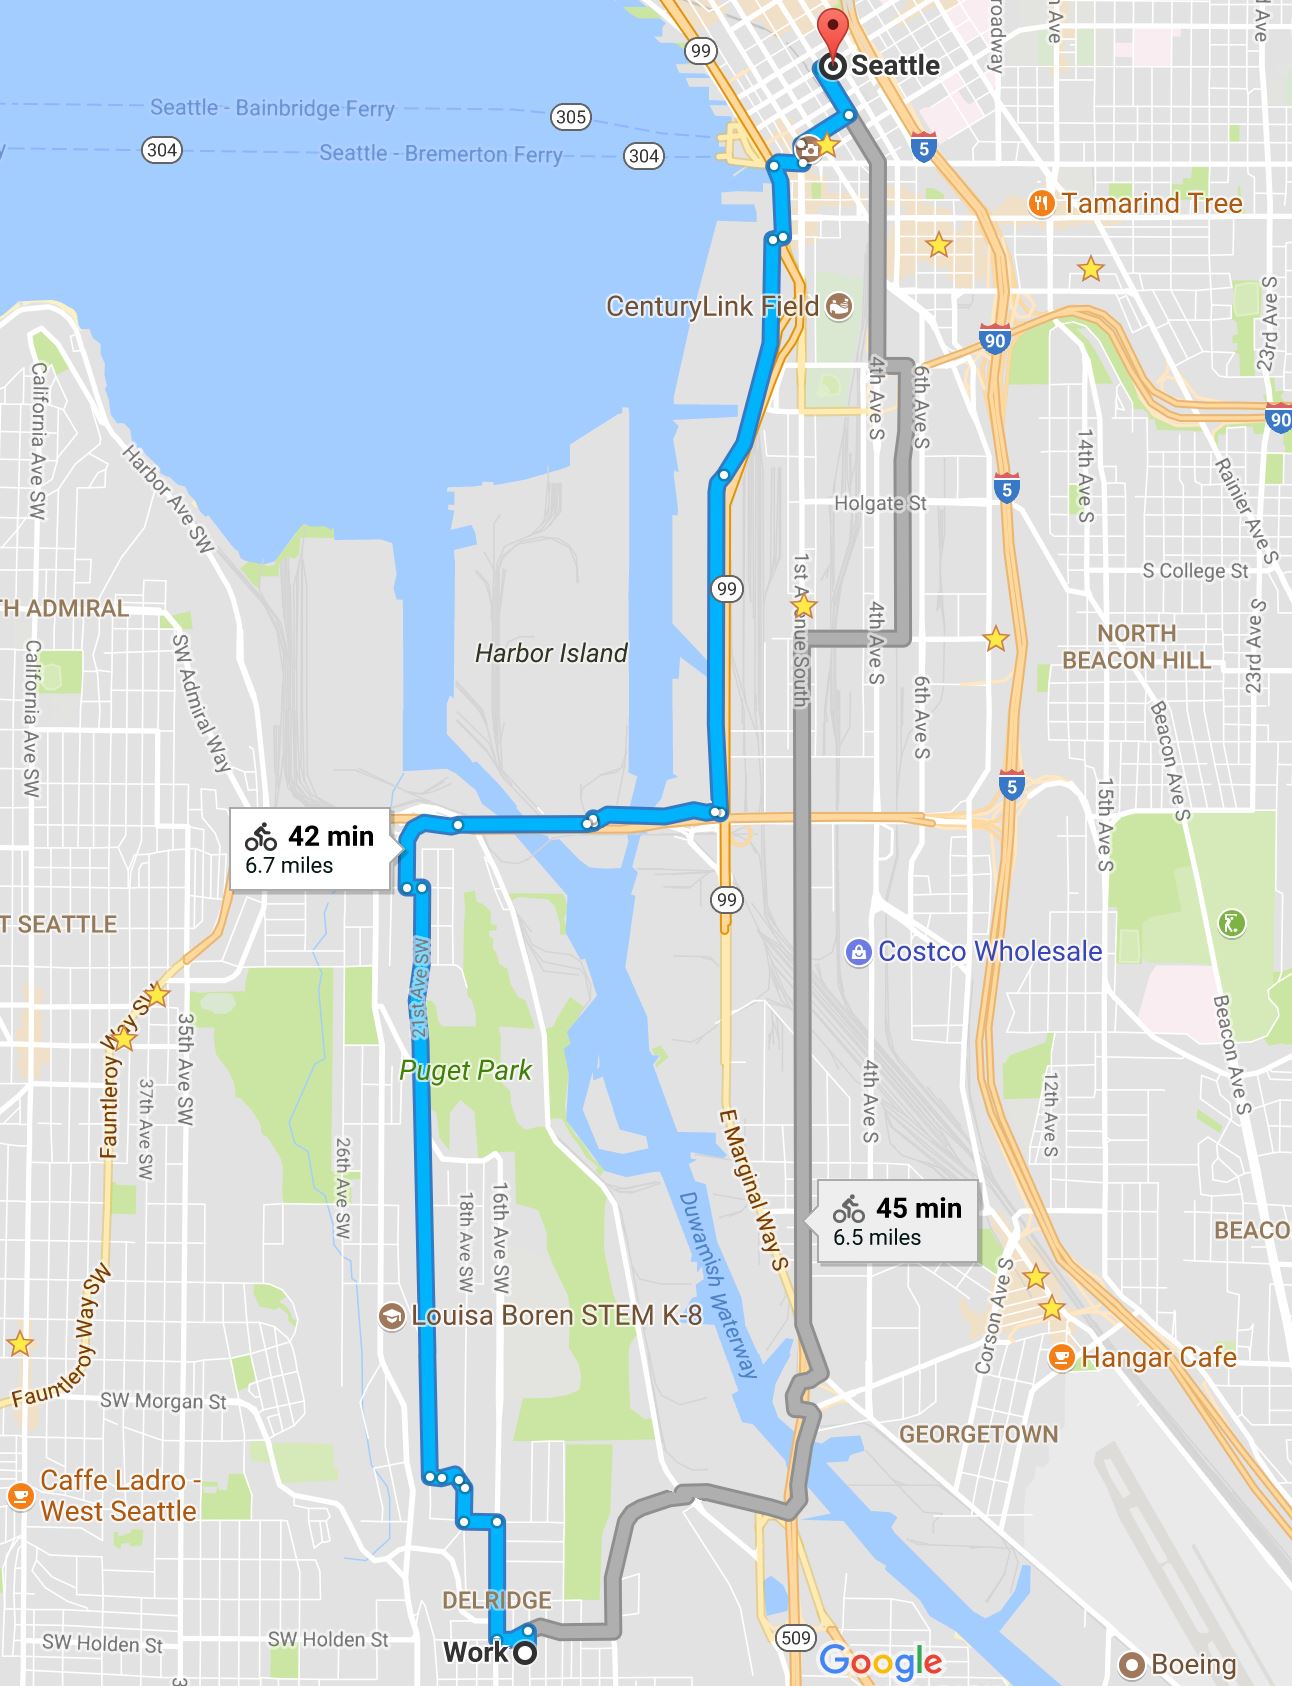 99
Seattle
Seattle - Bainbridge Ferry
305
304
Seattle - Bremerton Ferry
304
5
Tamarind Tree
CenturyLink Field
90
23rd Ave S
4th Ave S
6th Ave S
90
California Ave SW
14th Ave S
Harbor Ave SW
Rainier Ave S
5
Holgate St
1st Avenue South
S College St
99
TH ADMIRAL
4th Ave S
23rd Ave S
NORTH
BEACON HILL
Harbor Island
SW Admiral Way
California Ave SW
6th Ave S
Beacon Ave S
5
15th Ave S
42 min
6.7 miles
99
T SEATTLE
21st Ave SW
Costco Wholesale
Fauntleroy Way SW
35th Ave SW
Beacon Ave S
Puget Park
37th Ave SW
4th Ave S
12th Ave S
E Marginal Way S
26th Ave SW
18th Ave SW
16th Ave SW
Duwamish Waterway
45 min
6.5 miles
BEACO
Fauntleroy Way SW
Louisa Boren STEM K-8
Corson Ave S
Hangar Cafe
SW Morgan St
GEORGETOWN
Caffe Ladro -
West Seattle
DELRIDGE
SW Holden St
SW Holden St
Work
509
Google
Boeing